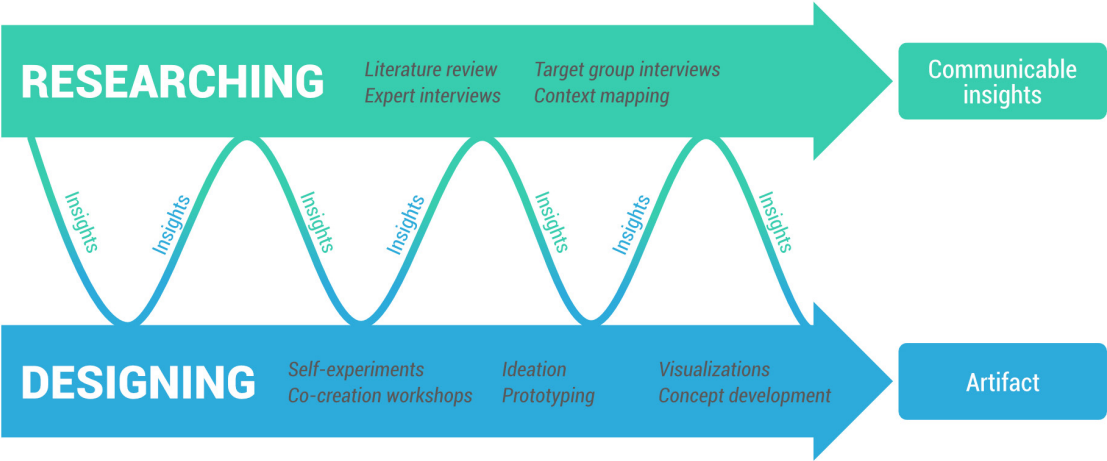 RESEARCHING
Literature review
Expert interviews
Target group interviews
Context mapping
Communicable
insights
Insights
Insights
Insights
Insights
Insights
Insights
Insights
DESIGNING
Self-experiments
Co-creation workshops
Ideation
Prototyping
Visualizations
Concept development
Artifact